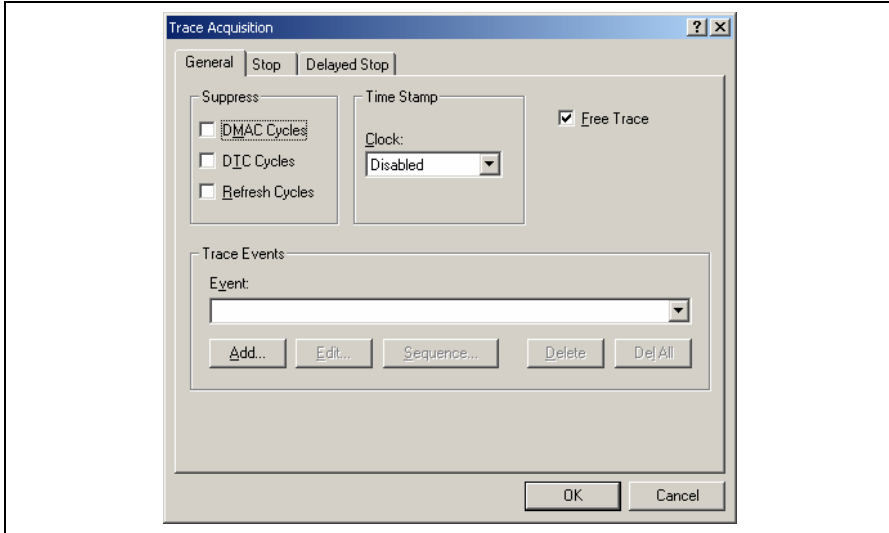 Trace Acquisition
General
Stop
Delayed Stop
Suppress
DMAC Cycles
DTC Cycles
Refresh Cycles
Time Stamp
Clock:
Disabled
Free Trace
Trace Events
Event:
Add...
Edit...
Sequence...
Delete
Del All
OK
Cancel